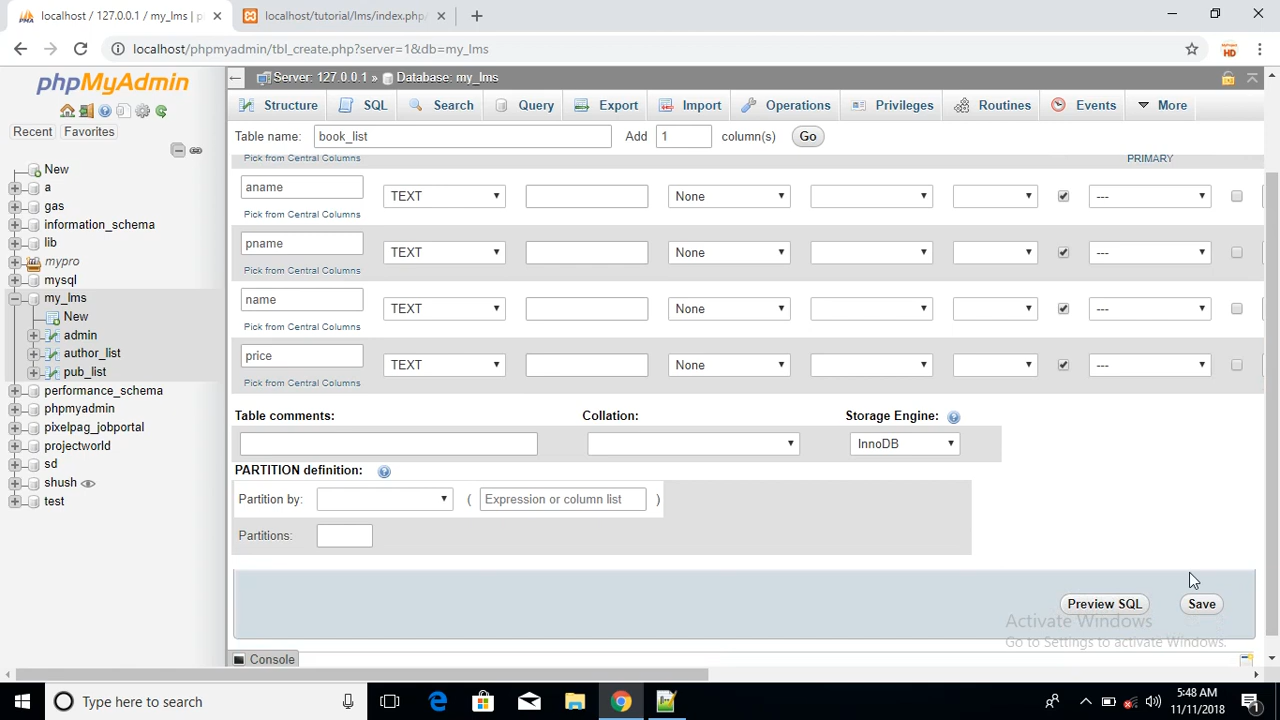 localhost / 127.0.0.1 / my_lms | p
localhost/tutorial/lms/index.php/
localhost/phpmyadmin/tbl_create.php?server=1&db=my_lms
phpMyAdmin
Recent
Favorites
New
a
gas
information_schema
lib
mypro
mysql
my_lms
New
admin
author_list
pub_list
performance_schema
phpmyadmin
pixelpag_jobportal
projectworld
sd
shush
test
Server: 127.0.0.1 » Database: my_lms
Structure SQL Search Query Export Import Operations Privileges Routines Events More
Table name: book_list Add 1 column(s) Go
Pick from Central Columns PRIMARY
aname TEXT None ---
Pick from Central Columns
pname TEXT None ---
Pick from Central Columns
name TEXT None ---
Pick from Central Columns
price TEXT None ---
Pick from Central Columns
Table comments: Collation: Storage Engine:
InnoDB
PARTITION definition:
Partition by: ( Expression or column list )
Partitions:
Preview SQL Save
Activate Windows
Go to Settings to activate Windows.
Console
Type here to search
5:48 AM
11/11/2018